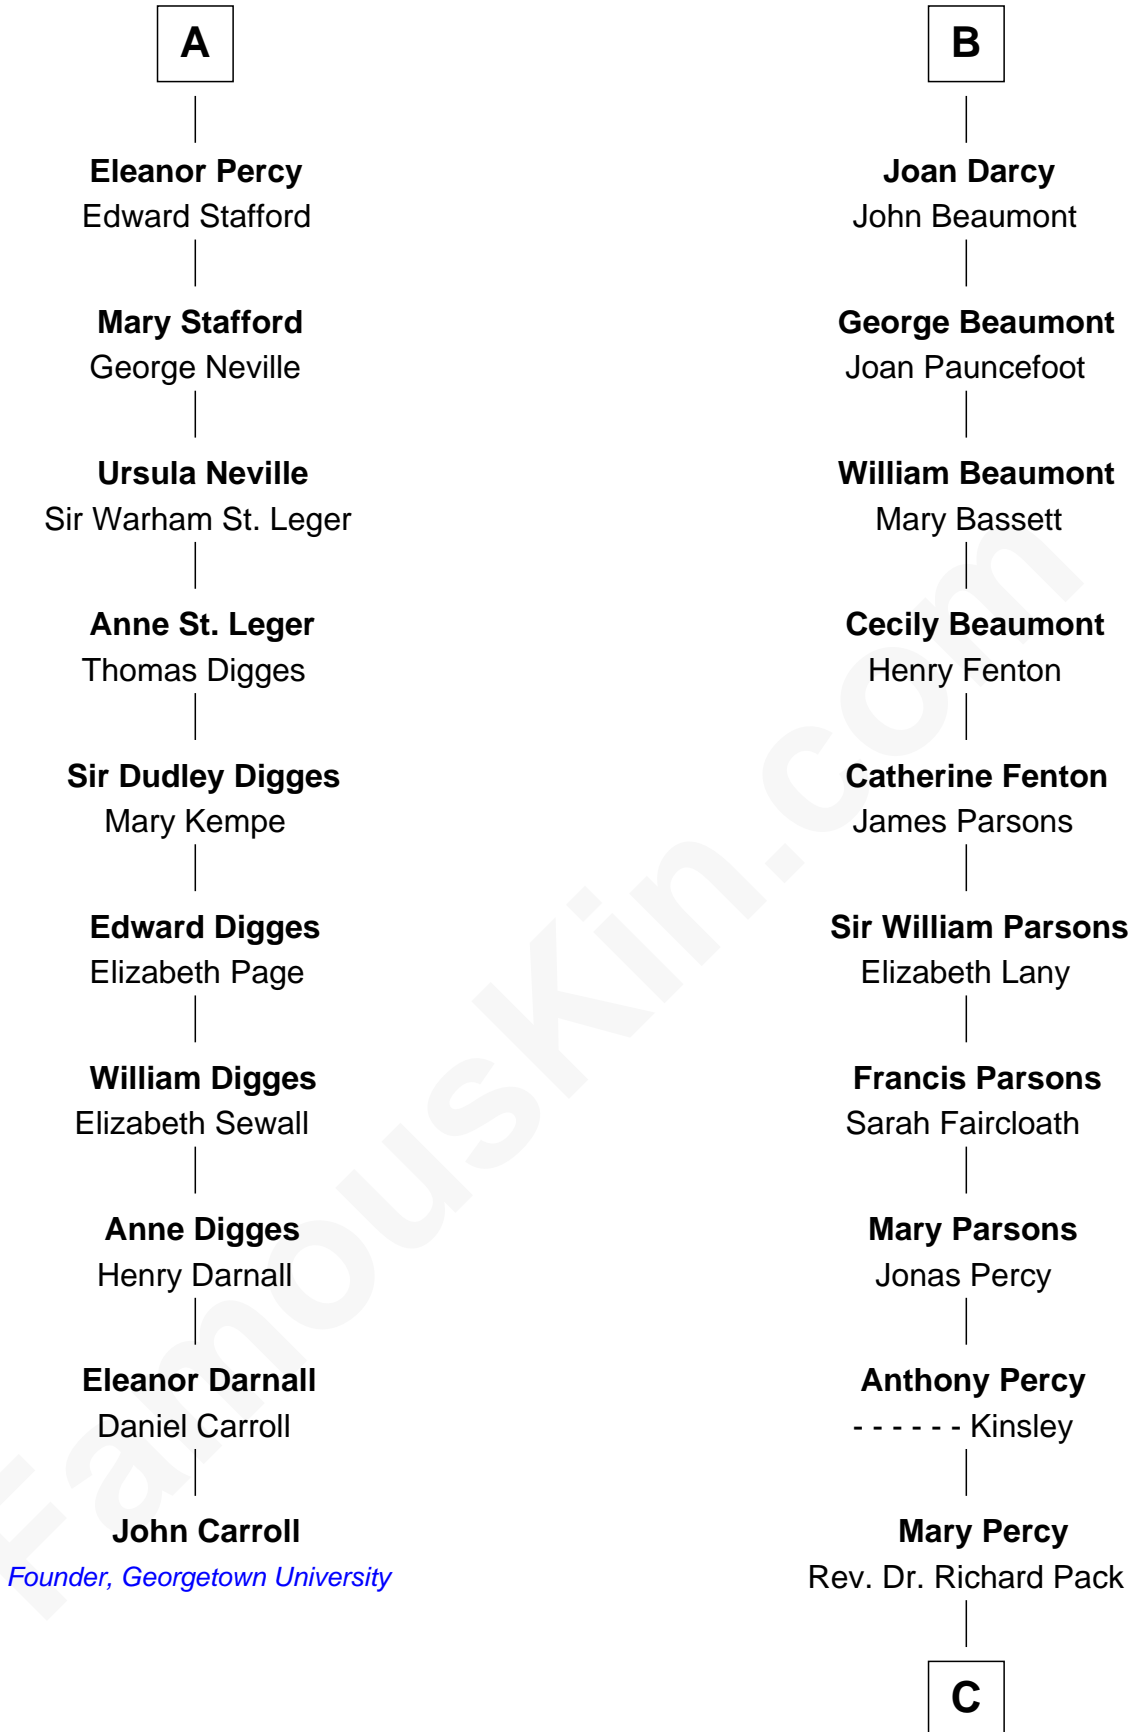 A
Eleanor Percy
Edward Stafford
Mary Stafford
George Neville
Ursula Neville
Sir Warham St. Leger
Anne St. Leger
Thomas Digges
Sir Dudley Digges
Mary Kempe
Edward Digges
Elizabeth Page
William Digges
Elizabeth Sewall
Anne Digges
Henry Darnall
Eleanor Darnall
Daniel Carroll
John Carroll
Founder, Georgetown University
B
Joan Darcy
John Beaumont
George Beaumont
Joan Pauncefoot
William Beaumont
Mary Bassett
Cecily Beaumont
Henry Fenton
Catherine Fenton
James Parsons
Sir William Parsons
Elizabeth Lany
Francis Parsons
Sarah Faircloath
Mary Parsons
Jonas Percy
Anthony Percy
- - - - - - Kinsley
Mary Percy
Rev. Dr. Richard Pack
C
FamousKin.com